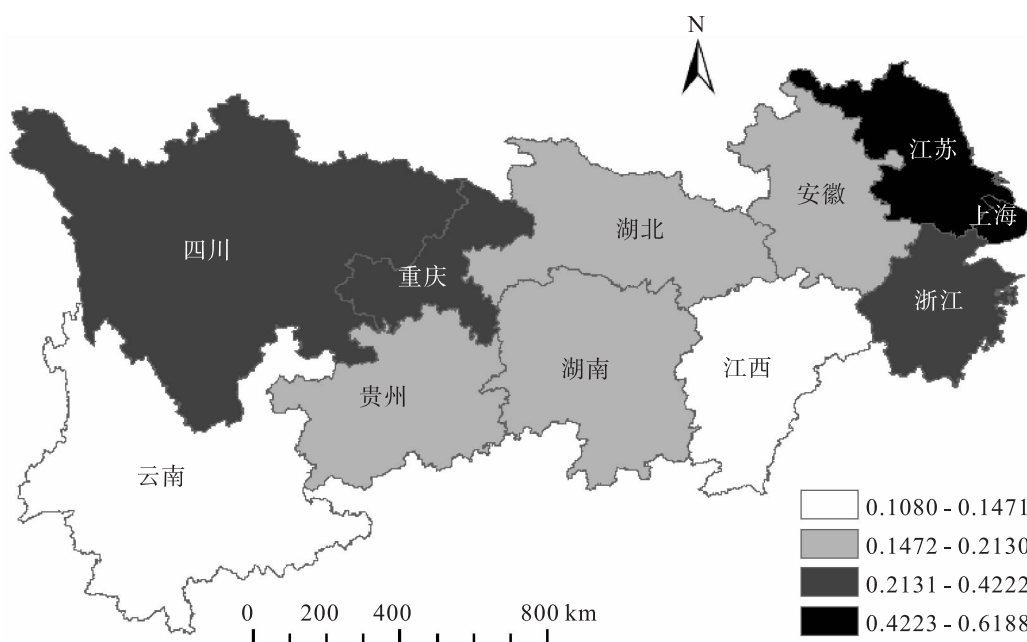 N
江苏
上海
安徽
湖北
四川
重庆
浙江
江西
湖南
贵州
云南
0.1080 - 0.1471
0.1472 - 0.2130
0.2131 - 0.4222
0.4223 - 0.6188
0 200 400 800 km